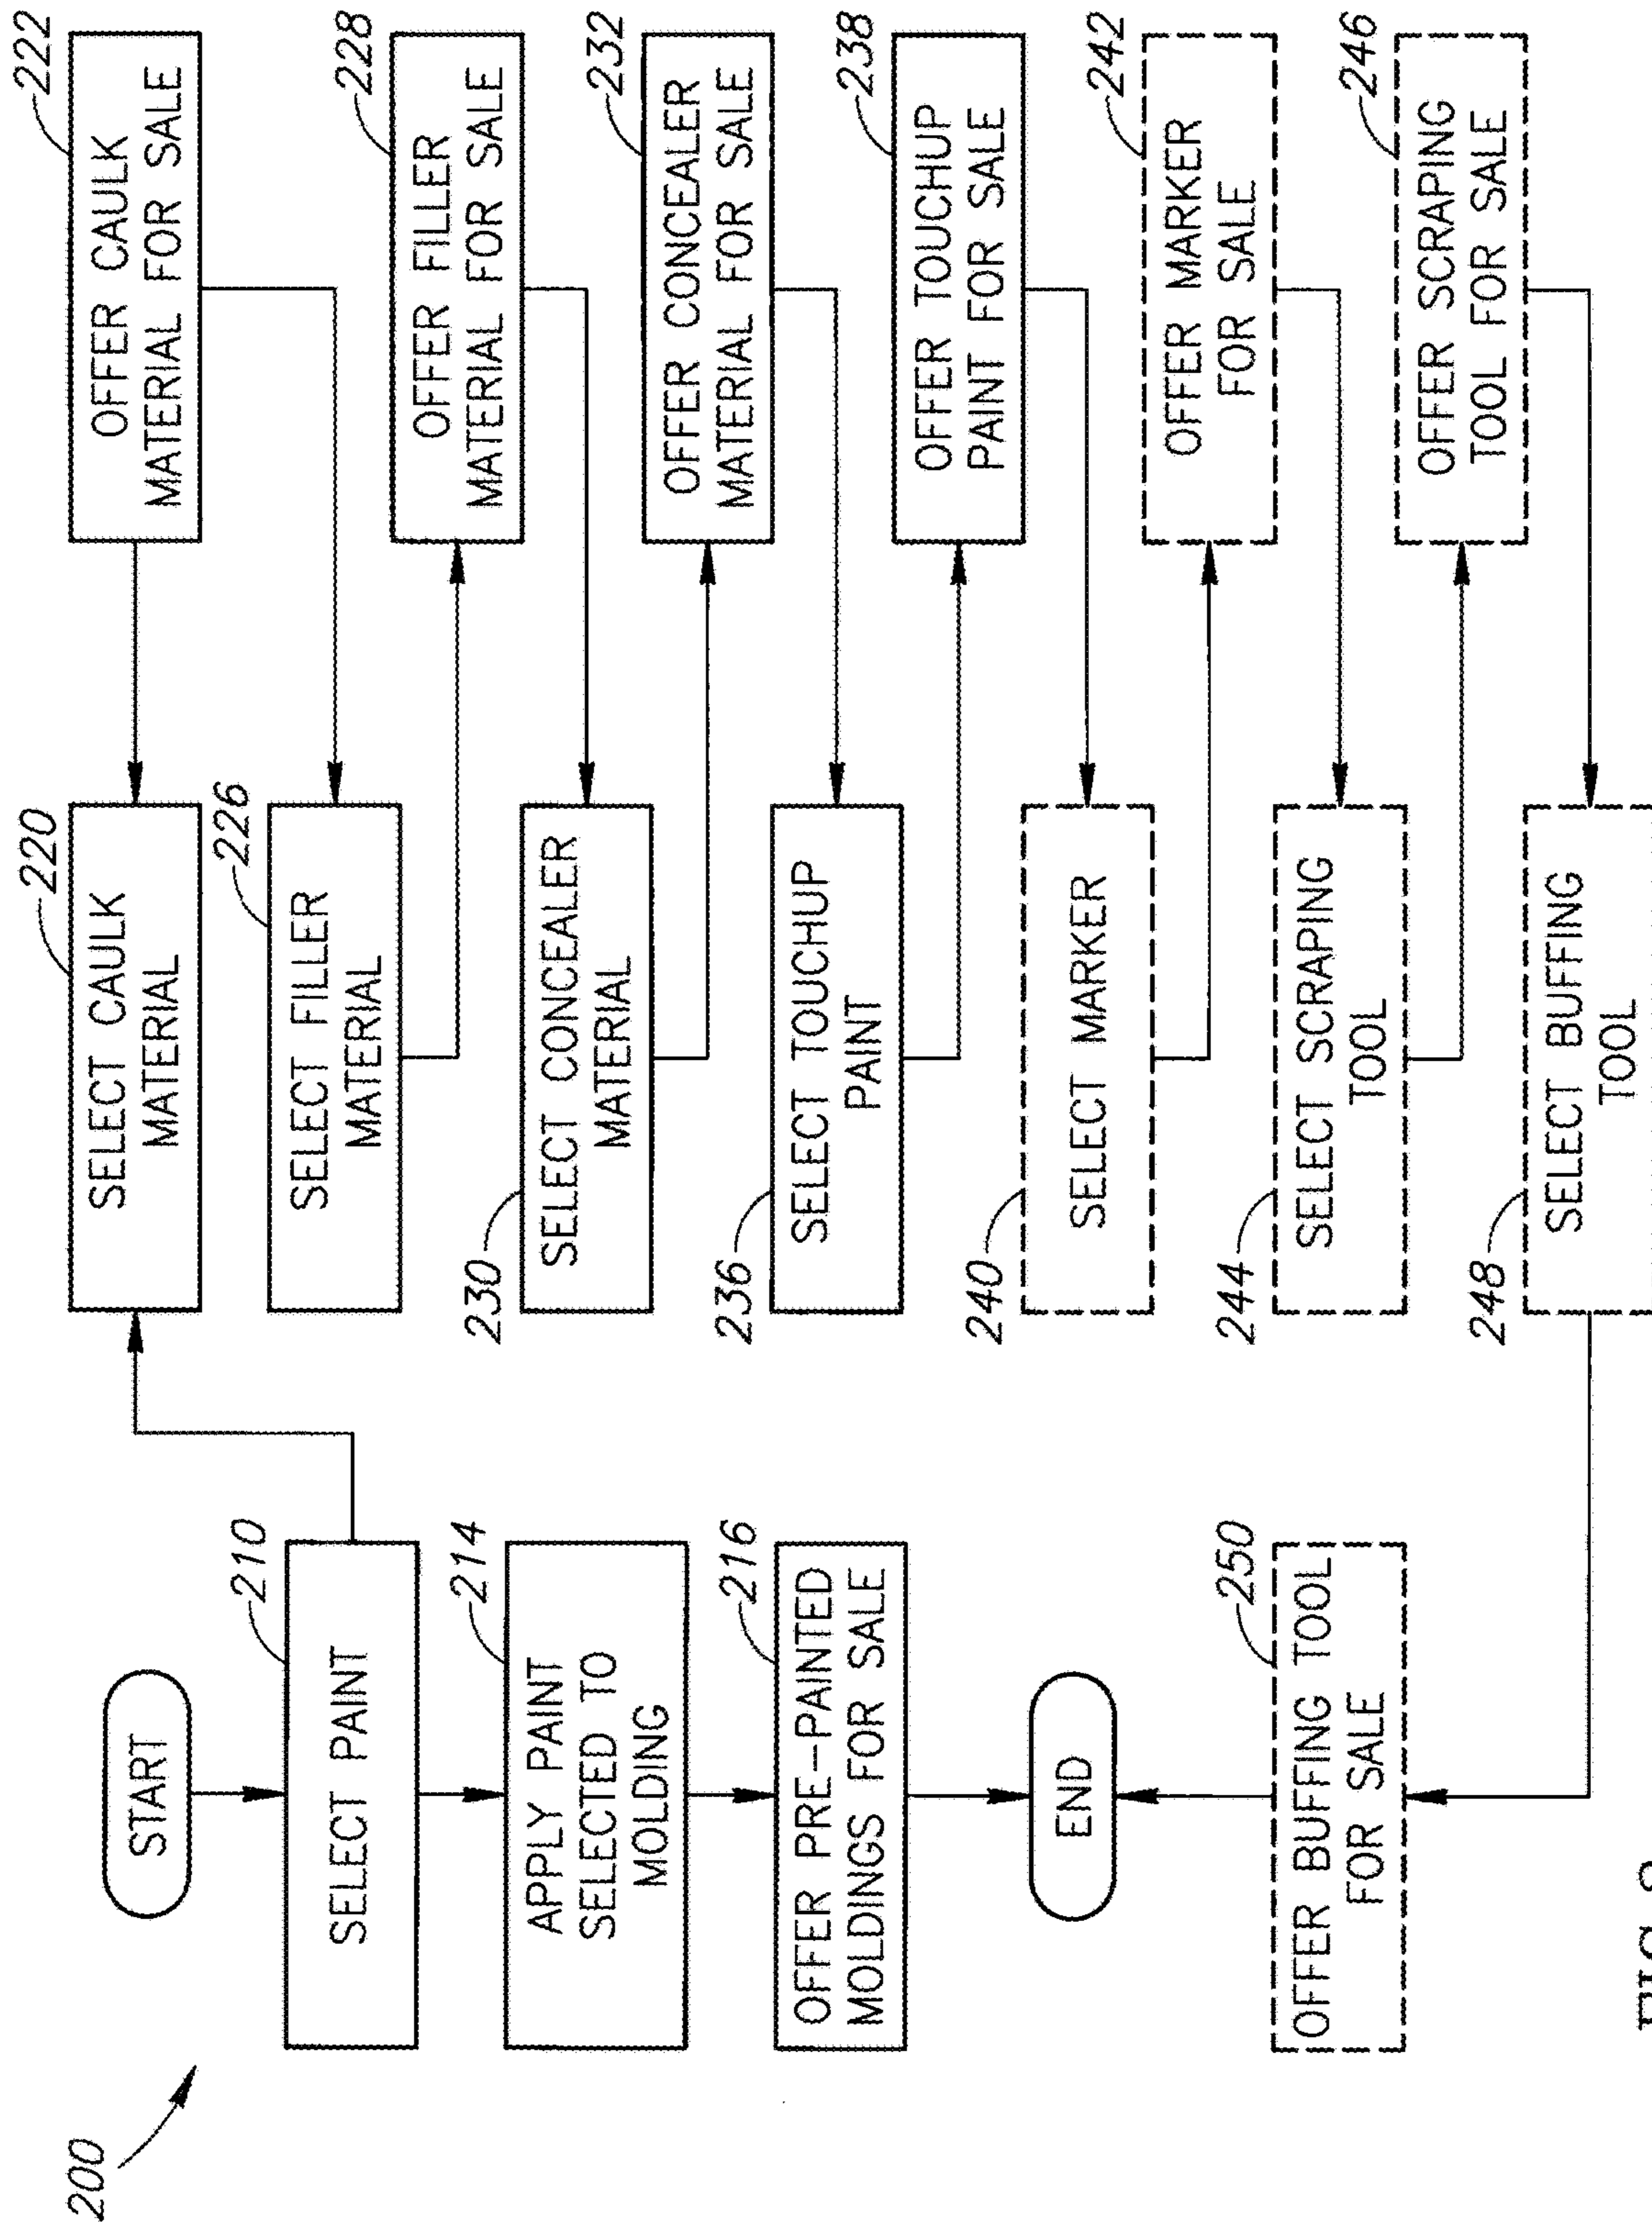 200
START
210
SELECT PAINT
214
APPLY PAINT
SELECTED TO
MOLDING
216
OFFER PRE-PAINTED
MOLDINGS FOR SALE
END
250
OFFER BUFFING TOOL
FOR SALE
220
SELECT CAULK
MATERIAL
226
SELECT FILLER
MATERIAL
230
SELECT CONCEALER
MATERIAL
236
SELECT TOUCHUP
PAINT
240
SELECT MARKER
244
SELECT SCRAPING
TOOL
248
SELECT BUFFING
TOOL
222
OFFER CAULK
MATERIAL FOR SALE
228
OFFER FILLER
MATERIAL FOR SALE
232
OFFER CONCEALER
MATERIAL FOR SALE
238
OFFER TOUCHUP
PAINT FOR SALE
242
OFFER MARKER
FOR SALE
246
OFFER SCRAPING
TOOL FOR SALE
FIG.